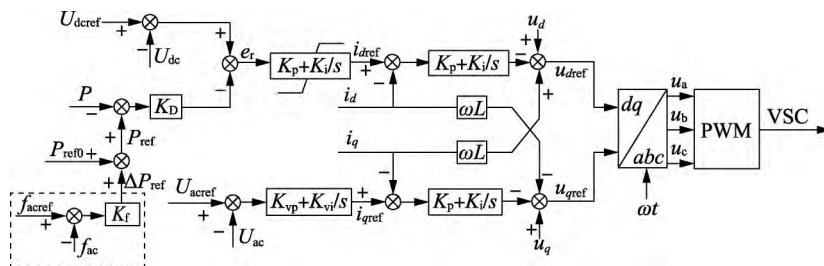 U_dcref + + U_dc − e_r K_p+K_i/s i_dref + − K_p+K_i/s − u_d + u_dref
P − K_D −
+ P_ref
i_d ωL +
P_ref0 + i_q ωL
+ ΔP_ref
f_acref + K_f − f_ac
U_acref + − U_ac K_vp+K_vi/s + i_qref − K_p+K_i/s − − u_qref + u_q
dq abc ωt
u_a u_b u_c PWM VSC